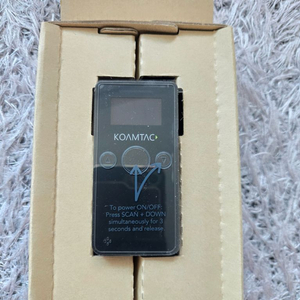 KOAMTAC
To power ON/OFF:
Press SCAN + DOWN
simultaneously for 3
seconds and release